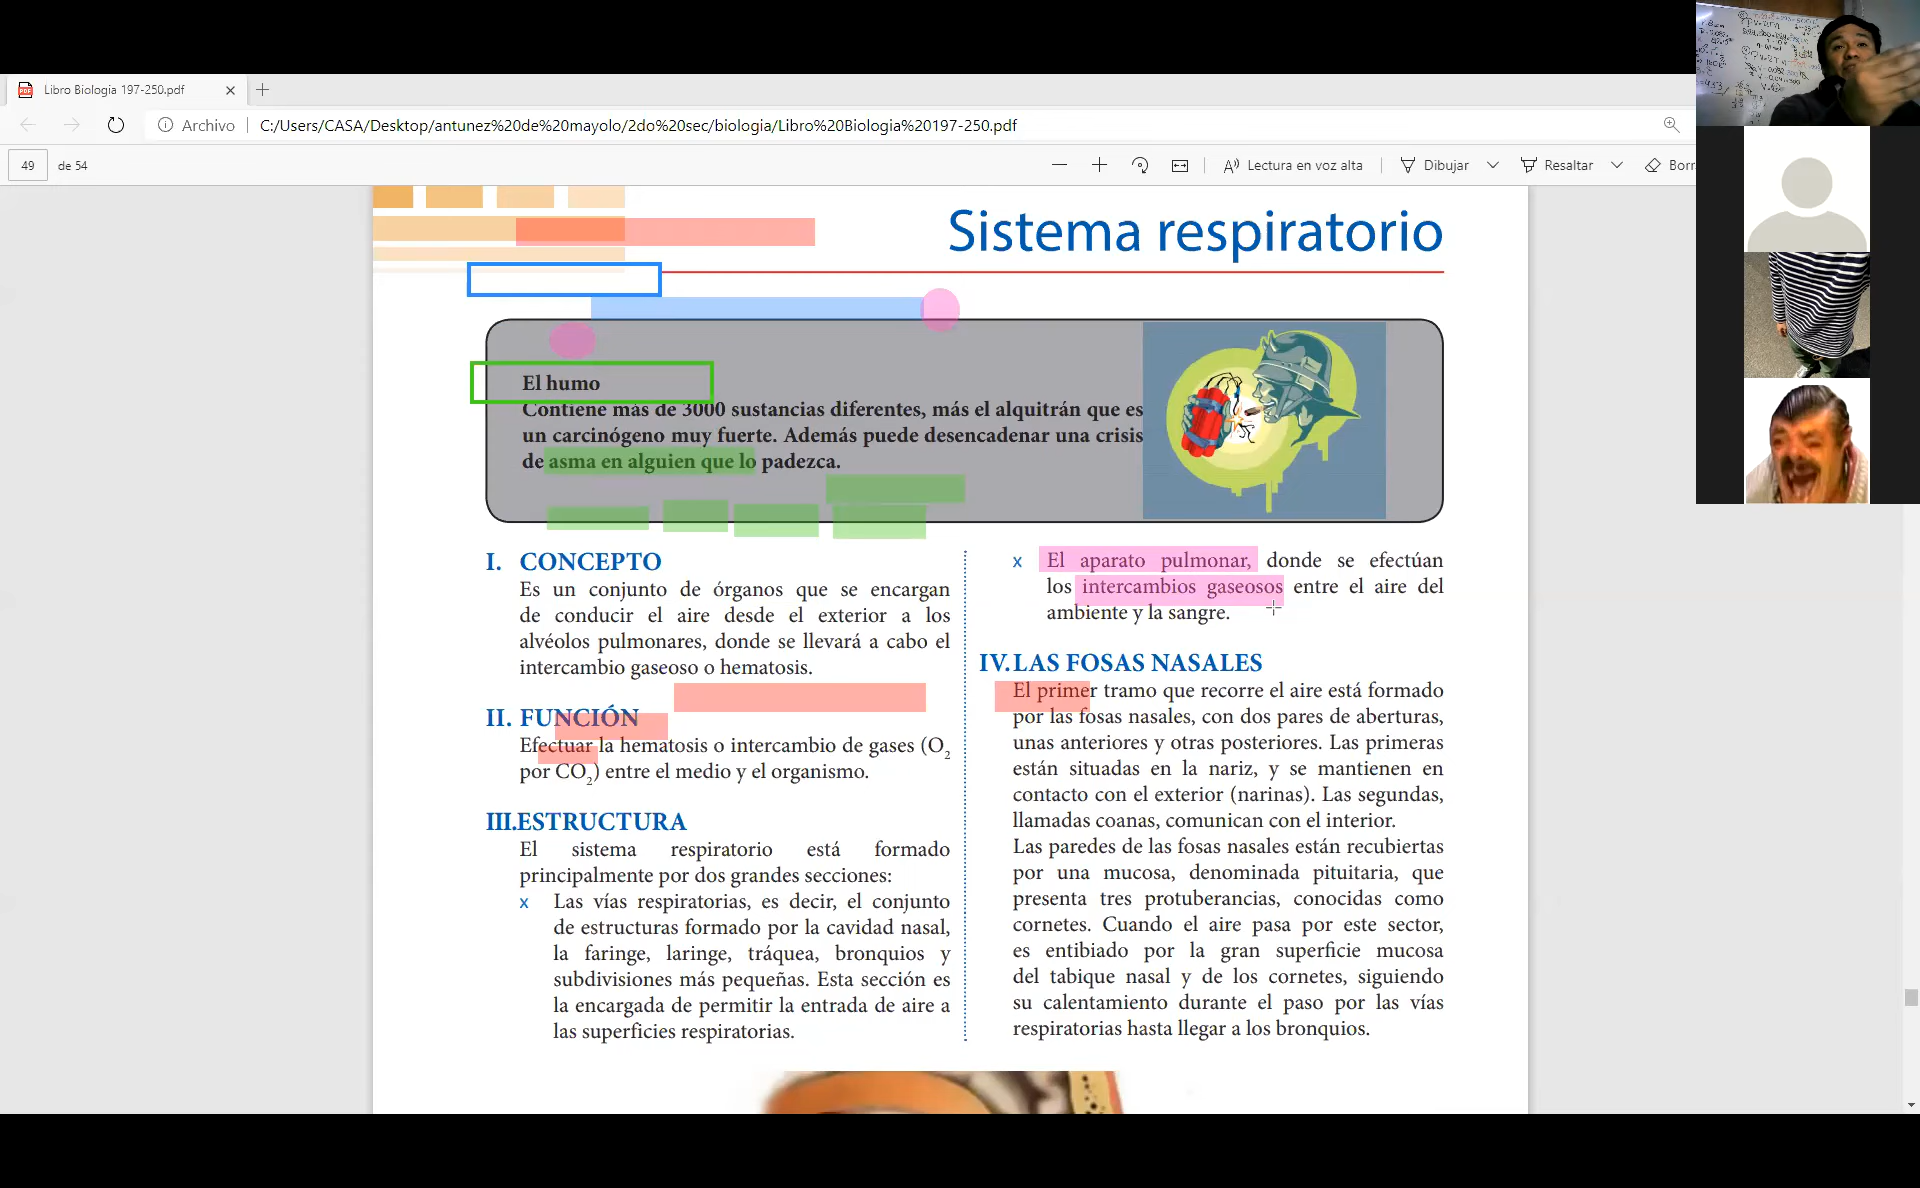 Libro Biologia 197-250.pdf
Archivo
C:/Users/CASA/Desktop/antunez%20de%20mayolo/2do%20sec/biologia/Libro%20Biologia%20197-250.pdf
49 de 54
Lectura en voz alta
Dibujar
Resaltar
Borr
Sistema respiratorio
El humo
Contiene más de 3000 sustancias diferentes, más el alquitrán que es
un carcinógeno muy fuerte. Además puede desencadenar una crisis
de asma en alguien que lo padezca.
I. CONCEPTO
Es un conjunto de órganos que se encargan
de conducir el aire desde el exterior a los
alvéolos pulmonares, donde se llevará a cabo el
intercambio gaseoso o hematosis.
II. FUNCIÓN
Efectuar la hematosis o intercambio de gases (O2
por CO2) entre el medio y el organismo.
III.ESTRUCTURA
El sistema respiratorio está formado
principalmente por dos grandes secciones:
x Las vías respiratorias, es decir, el conjunto
de estructuras formado por la cavidad nasal,
la faringe, laringe, tráquea, bronquios y
subdivisiones más pequeñas. Esta sección es
la encargada de permitir la entrada de aire a
las superficies respiratorias.
x El aparato pulmonar, donde se efectúan
los intercambios gaseosos entre el aire del
ambiente y la sangre.
IV. LAS FOSAS NASALES
El primer tramo que recorre el aire está formado
por las fosas nasales, con dos pares de aberturas,
unas anteriores y otras posteriores. Las primeras
están situadas en la nariz, y se mantienen en
contacto con el exterior (narinas). Las segundas,
llamadas coanas, comunican con el interior.
Las paredes de las fosas nasales están recubiertas
por una mucosa, denominada pituitaria, que
presenta tres protuberancias, conocidas como
cornetes. Cuando el aire pasa por este sector,
es entibiado por la gran superficie mucosa
del tabique nasal y de los cornetes, siguiendo
su calentamiento durante el paso por las vías
respiratorias hasta llegar a los bronquios.